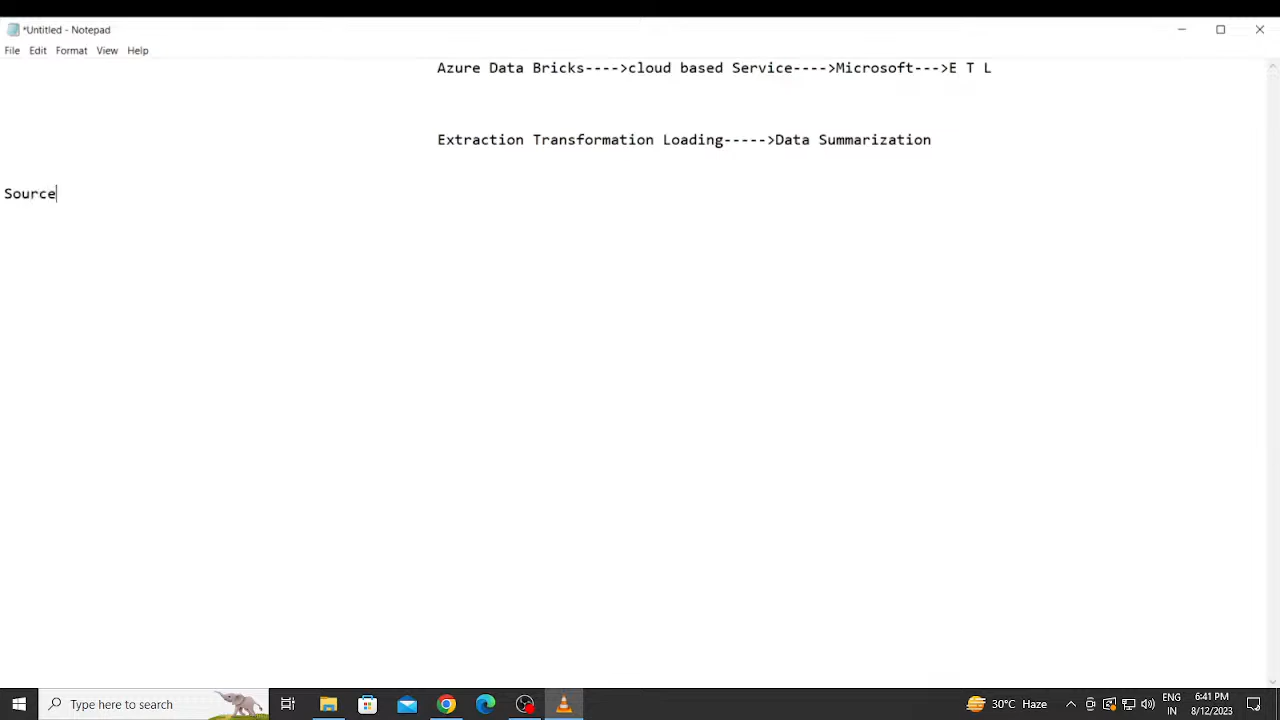 *Untitled - Notepad
File Edit Format View Help
Azure Data Bricks---->cloud based Service---->Microsoft--->E T L
Extraction Transformation Loading----->Data Summarization
Source
Type here to search
30°C Haze
ENG
IN
6:41 PM
8/12/2023